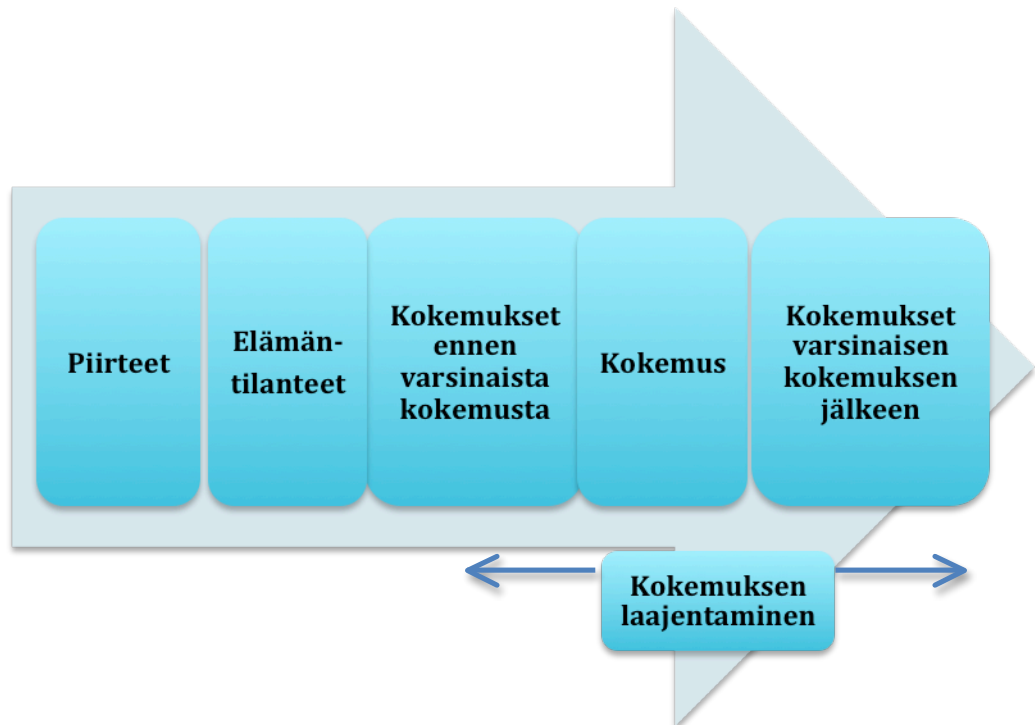 Piirteet
Elämän-
tilanteet
Kokemukset
ennen
varsinaista
kokemusta
Kokemus
Kokemukset
varsinaisen
kokemuksen
jälkeen
Kokemuksen
laajentaminen